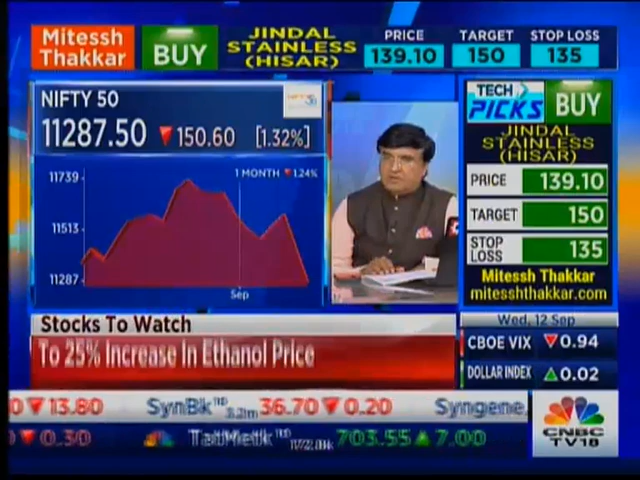 Mitessh
Thakkar
BUY
JINDAL
STAINLESS
(HISAR)
PRICE
139.10
TARGET
150
STOP LOSS
135
NIFTY 50
11287.50 ▼150.60 [1.32%]
11739
11513
11287
1 MONTH ▼1.24%
Sep
TECH
PICKS
BUY
JINDAL
STAINLESS
(HISAR)
PRICE 139.10
TARGET 150
STOP
LOSS 135
Mitessh Thakkar
mitesshthakkar.com
Stocks To Watch
To 25% Increase In Ethanol Price
Wed, 12 Sep
CBOE VIX ▼0.94
DOLLAR INDEX ▲0.02
0 ▼13.80 SynBk 36.70 ▼0.20 Syngene,
▼0.30 TatMetlk 703.55 ▲7.00
CNBC
TV18